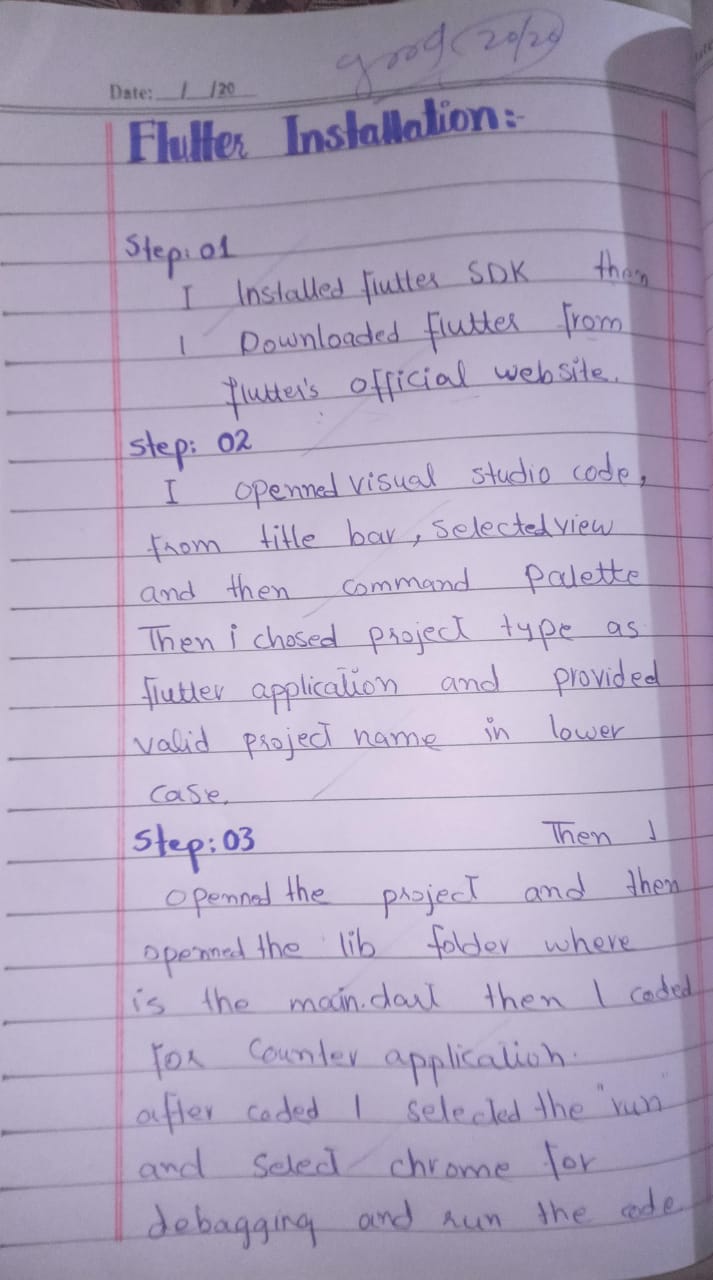 good 20/20
Date: / /20
Flutter Installation:-
Step: 01
I Installed flutter SDK then
I Downloaded flutter from
flutter's official website.
Step: 02
I openned visual studio code,
from title bar, selected view
and then command palette
Then i chosed project type as
flutter application and provided
valid project name in lower
case.
Step: 03 Then I
openned the project and then
openned the lib folder where
is the main.dart then I coded
for counter application.
after coded I selected the "run"
and select chrome for
debagging and run the code